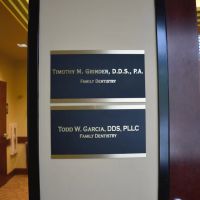 Timothy M. Grinder, D.D.S., P.A.
Family Dentistry
Todd W. Garcia, DDS, PLLC
Family Dentistry